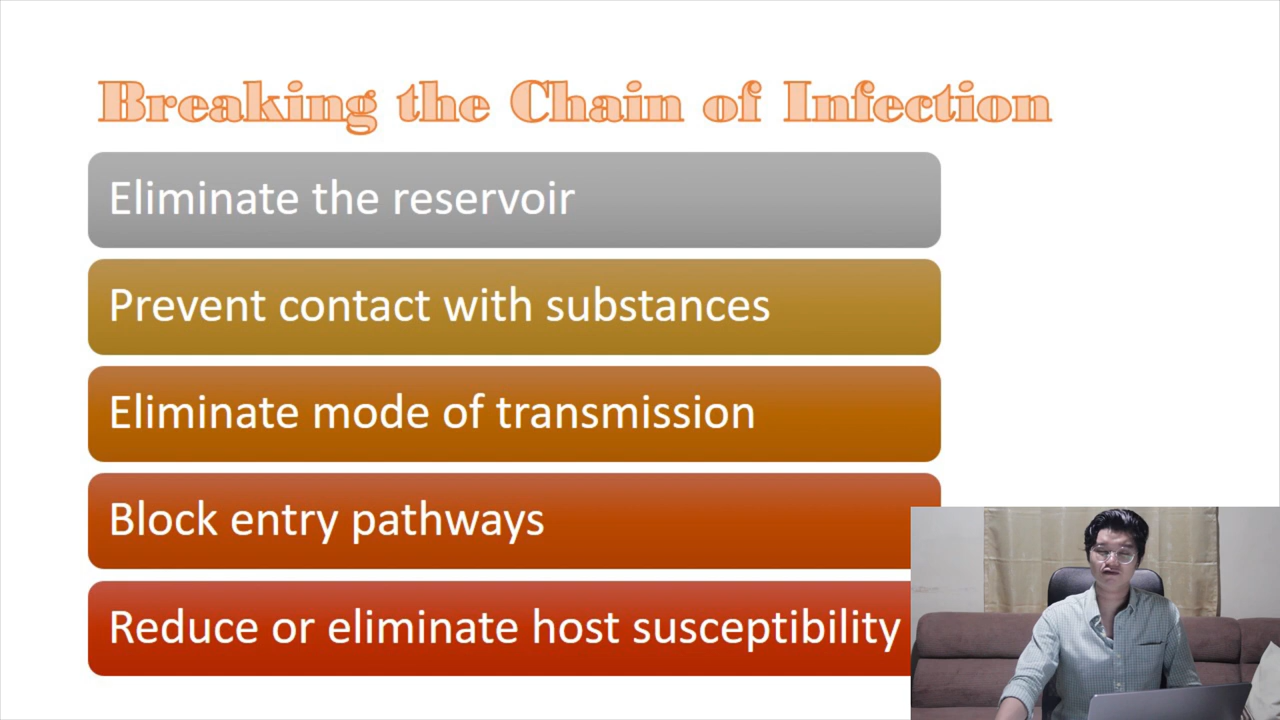 Breaking the Chain of Infection
Eliminate the reservoir
Prevent contact with substances
Eliminate mode of transmission
Block entry pathways
Reduce or eliminate host susceptibility